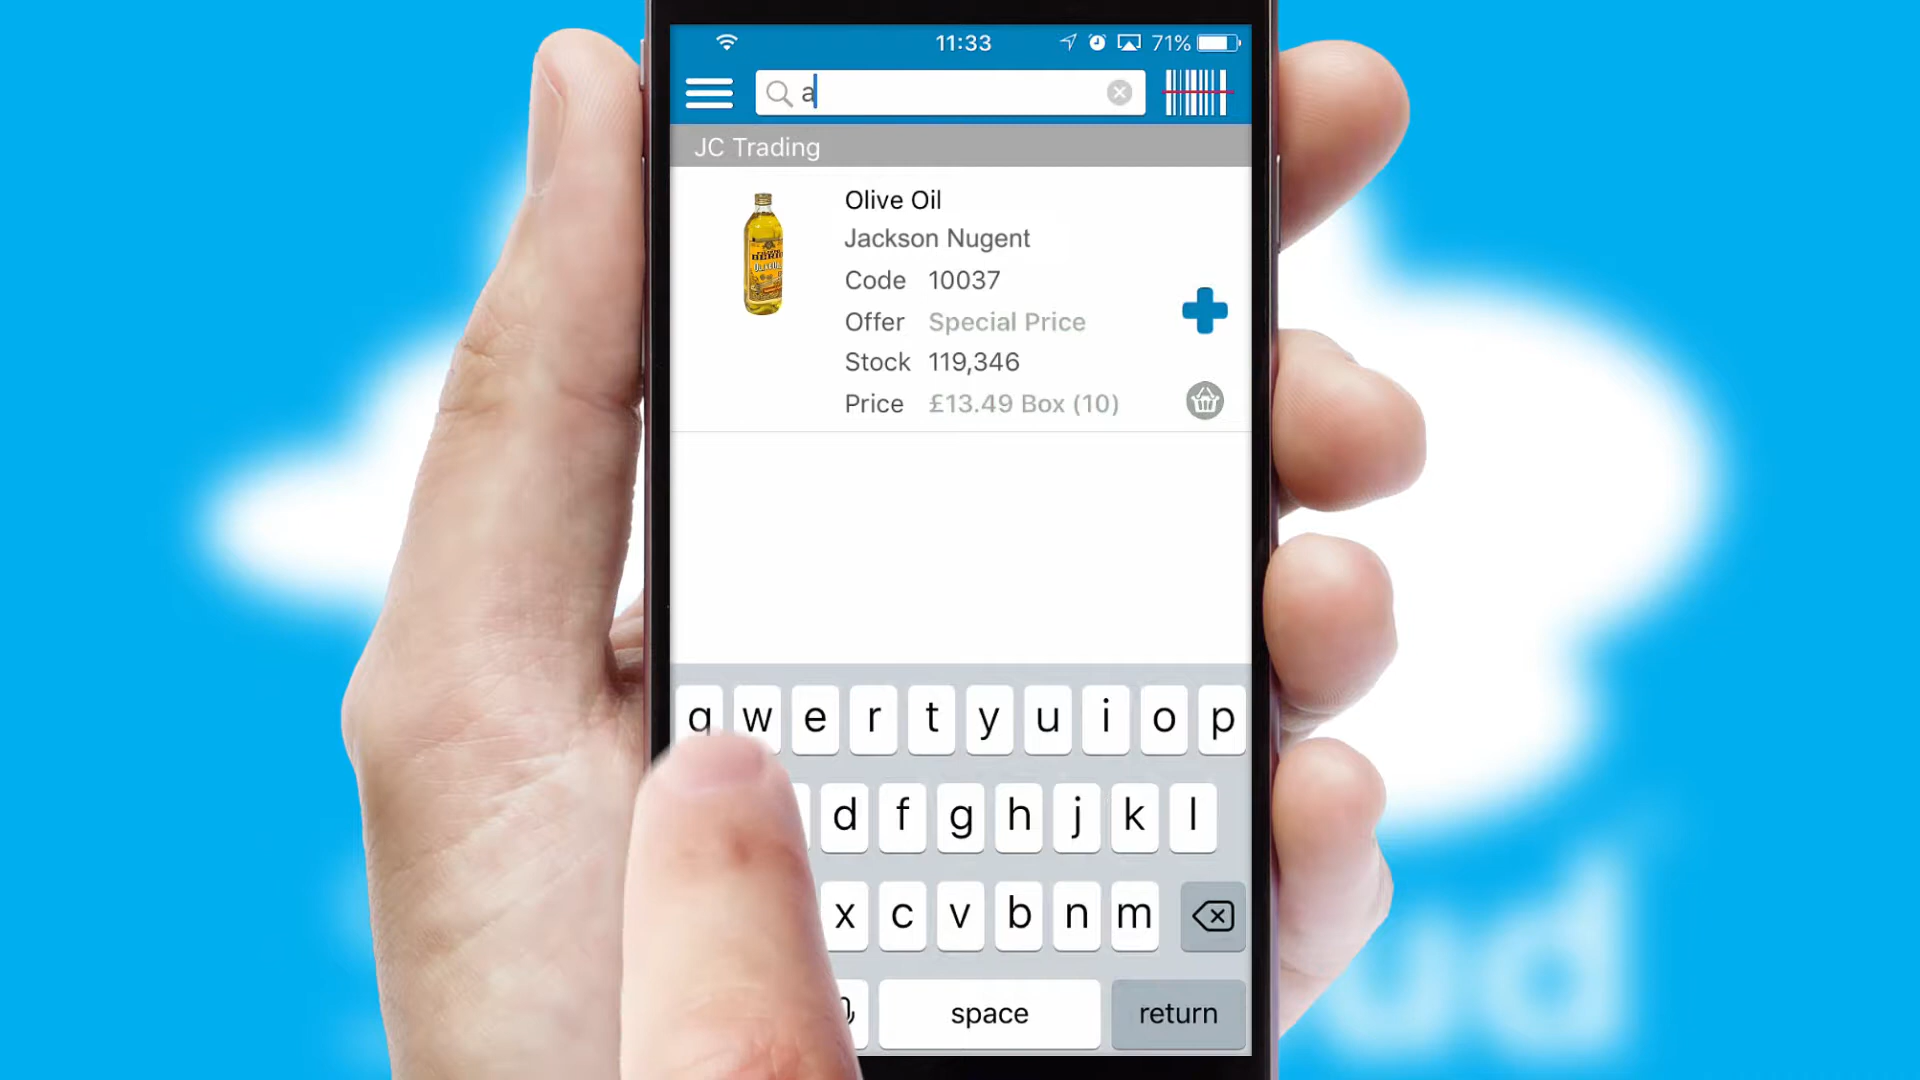 11:33
71%
a
JC Trading
Olive Oil
Jackson Nugent
Code 10037
Offer Special Price
Stock 119,346
Price £13.49 Box (10)
q w e r t y u i o p
d f g h j k l
x c v b n m
space return
ud